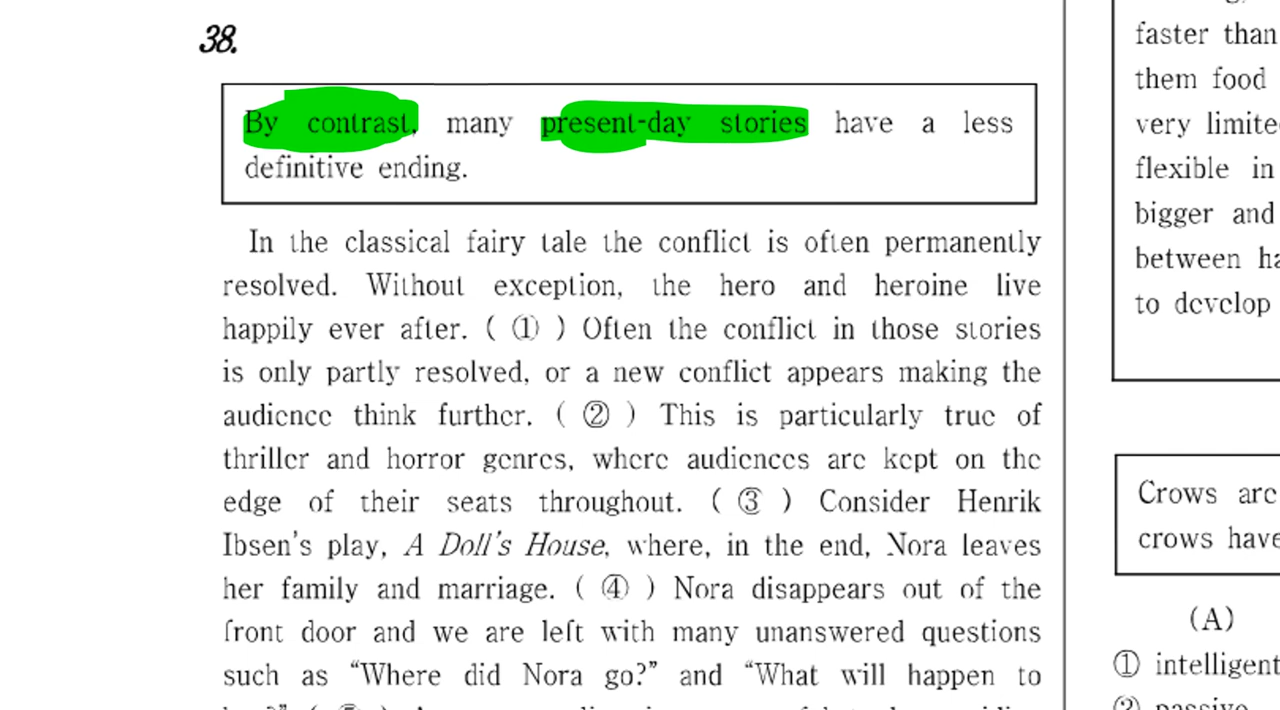 38.
By contrast, many present-day stories have a less
definitive ending.
In the classical fairy tale the conflict is often permanently
resolved. Without exception, the hero and heroine live
happily ever after. ( ① ) Often the conflict in those stories
is only partly resolved, or a new conflict appears making the
audience think further. ( ② ) This is particularly true of
thriller and horror genres, where audiences are kept on the
edge of their seats throughout. ( ③ ) Consider Henrik
Ibsen's play, A Doll's House, where, in the end, Nora leaves
her family and marriage. ( ④ ) Nora disappears out of the
front door and we are left with many unanswered questions
such as “Where did Nora go?” and “What will happen to
faster than
them food
very limite
flexible in
bigger and
between ha
to develop
Crows are
crows have
(A)
① intelligent
② passive